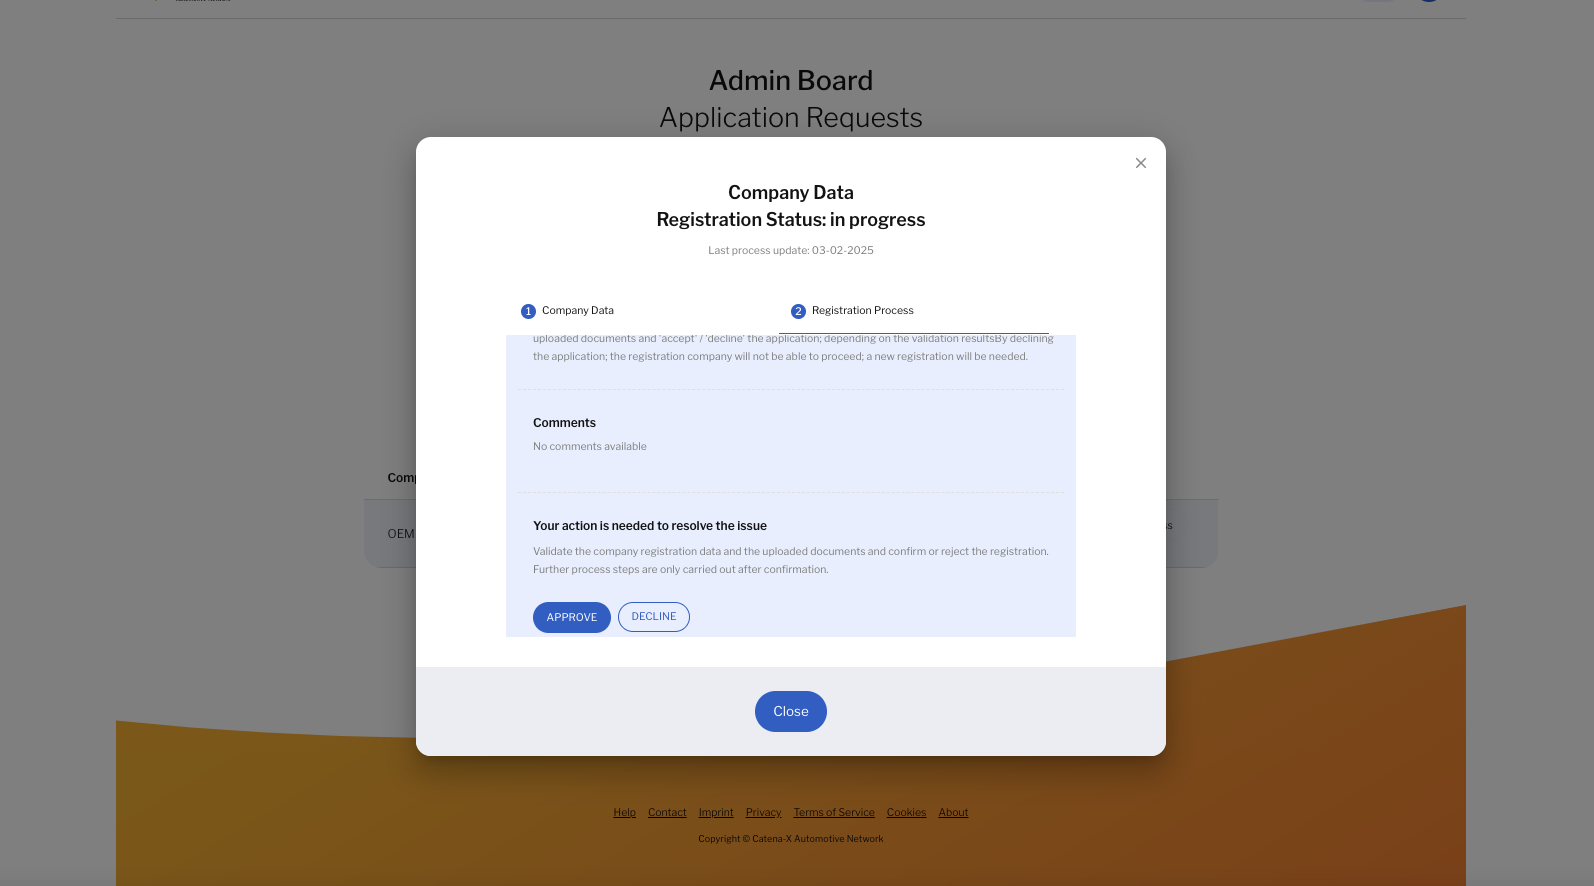 Admin Board
Application Requests
Company Data
Registration Status: in progress
Last process update: 03-02-2025
1 Company Data
2 Registration Process
uploaded documents and 'accept' / 'decline' the application; depending on the validation resultsBy declining
the application; the registration company will not be able to proceed; a new registration will be needed.
Comments
No comments available
Comp
OEM
Your action is needed to resolve the issue
Validate the company registration data and the uploaded documents and confirm or reject the registration.
Further process steps are only carried out after confirmation.
APPROVE DECLINE
Close
Help Contact Imprint Privacy Terms of Service Cookies About
Copyright © Catena-X Automotive Network